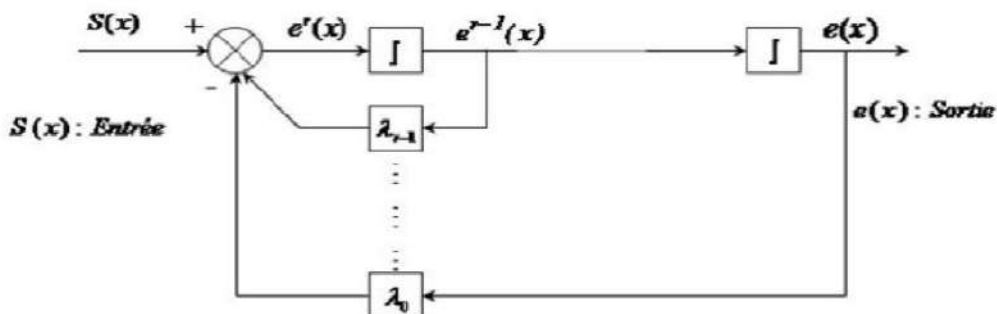 S(x)
+
e^r(x)
∫
e^{r-1}(x)
∫
e(x)
-
S(x) : Entrée
λ_{r-1}
e(x) : Sortie
λ_0